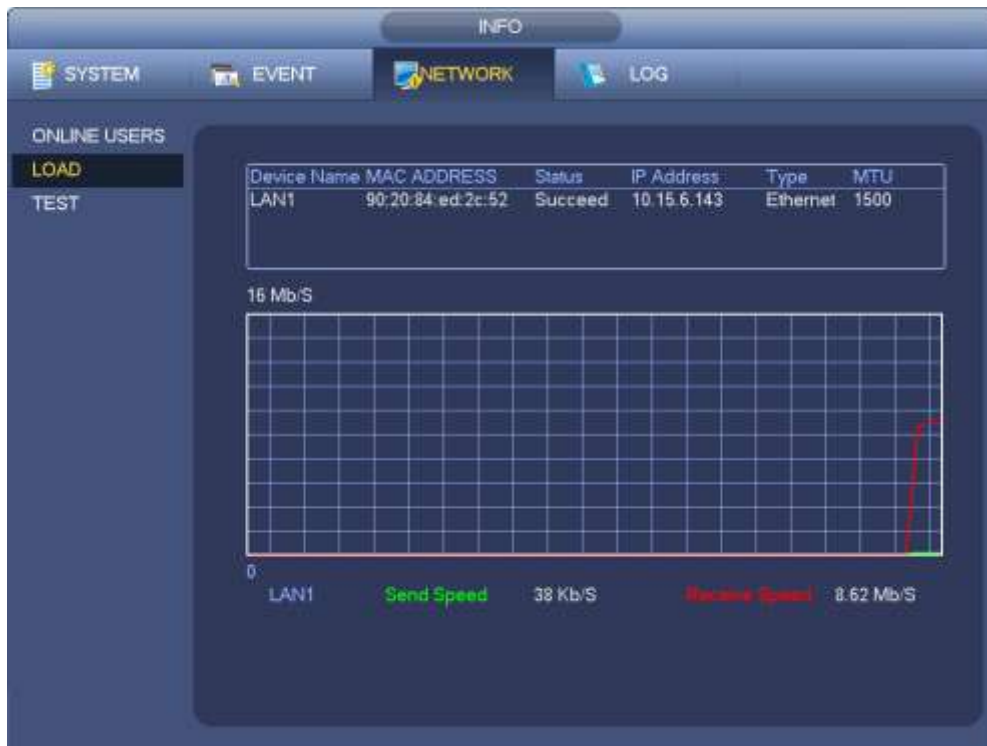 INFO
SYSTEM EVENT NETWORK LOG
ONLINE USERS
LOAD
TEST
Device Name MAC ADDRESS Status IP Address Type MTU
LAN1 90:20:84:ed:2c:52 Succeed 10.15.6.143 Ethernet 1500
16 Mb/S
0
LAN1 Send Speed 38 Kb/S Receive Speed 8.62 Mb/S